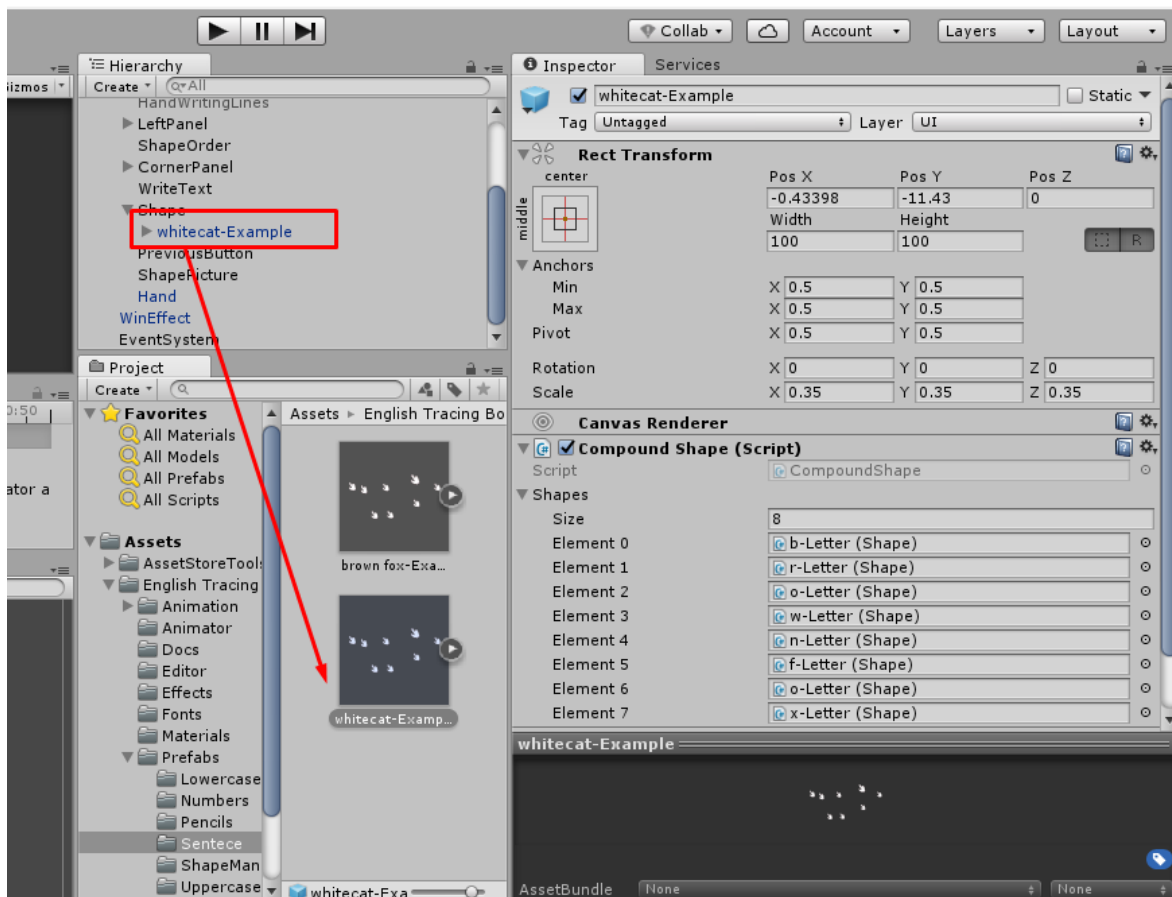 Collab
Account
Layers
Layout
Gizmos
Hierarchy
Create
All
HandWritingLines
LeftPanel
ShapeOrder
CornerPanel
WriteText
Shape
whitecat-Example
PreviousButton
ShapePicture
Hand
WinEffect
EventSystem
Project
Create
0:50
ator a
Favorites
All Materials
All Models
All Prefabs
All Scripts
Assets
AssetStoreTool
English Tracing
Animation
Animator
Docs
Editor
Effects
Fonts
Materials
Prefabs
Lowercase
Numbers
Pencils
Sentece
ShapeMan
Uppercase
Assets English Tracing Bo
brown fox-Exa...
whitecat-Examp...
whitecat-Exa
Inspector Services
whitecat-Example Static
Tag Untagged Layer UI
Rect Transform
center
middle
Pos X Pos Y Pos Z
-0.43398 -11.43 0
Width Height
100 100 R
Anchors
Min X 0.5 Y 0.5
Max X 0.5 Y 0.5
Pivot X 0.5 Y 0.5
Rotation X 0 Y 0 Z 0
Scale X 0.35 Y 0.35 Z 0.35
Canvas Renderer
Compound Shape (Script)
Script CompoundShape
Shapes
Size 8
Element 0 b-Letter (Shape)
Element 1 r-Letter (Shape)
Element 2 o-Letter (Shape)
Element 3 w-Letter (Shape)
Element 4 n-Letter (Shape)
Element 5 f-Letter (Shape)
Element 6 o-Letter (Shape)
Element 7 x-Letter (Shape)
whitecat-Example
AssetBundle None None